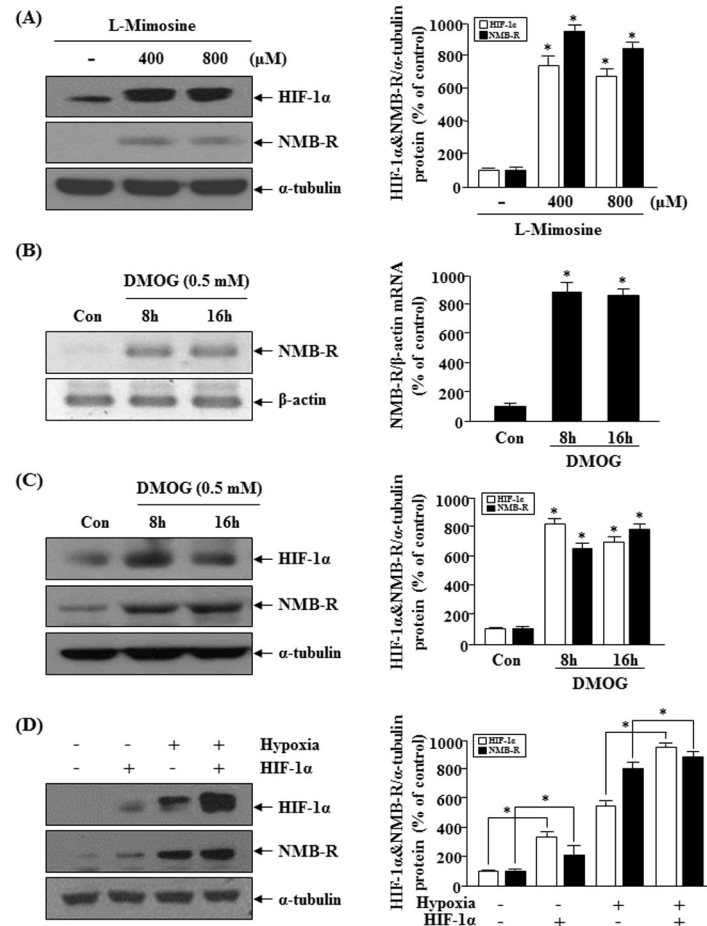 (A)
L-Mimosine
- 400 800 (μM)
HIF-1α
NMB-R
α-tubulin
HIF-1α&NMB-R/α-tubulin
protein (% of control)
1000
800
600
400
200
0
HIF-1α
NMB-R
* * * *
- 400 800 (μM)
L-Mimosine
(B)
DMOG (0.5 mM)
Con 8h 16h
NMB-R
β-actin
NMB-R/β-actin mRNA
(% of control)
1000
800
600
400
200
0
* *
Con 8h 16h
DMOG
(C)
DMOG (0.5 mM)
Con 8h 16h
HIF-1α
NMB-R
α-tubulin
HIF-1α&NMB-R/α-tubulin
protein (% of control)
1000
800
600
400
200
0
HIF-1α
NMB-R
* * * *
Con 8h 16h
DMOG
(D)
- - + + Hypoxia
- + - + HIF-1α
HIF-1α
NMB-R
α-tubulin
HIF-1α&NMB-R/α-tubulin
protein (% of control)
1000
800
600
400
200
0
HIF-1α
NMB-R
* * * *
Hypoxia - - + +
HIF-1α - + - +